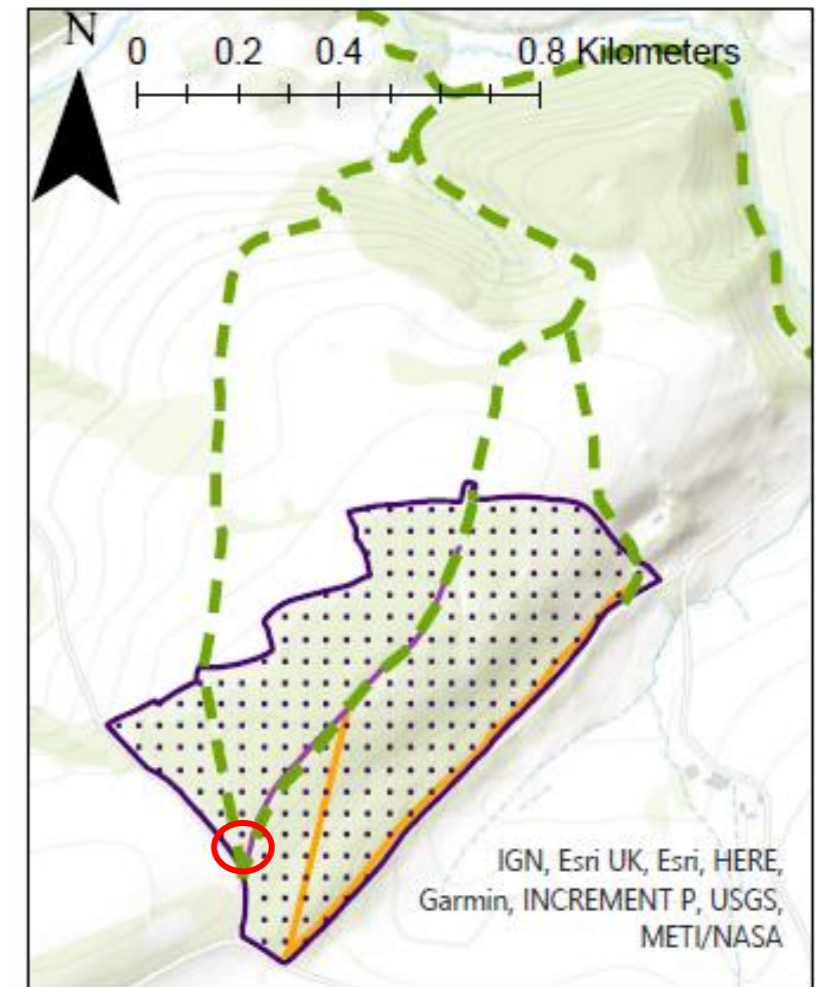 N
0 0.2 0.4 0.8 Kilometers
IGN, Esri UK, Esri, HERE,
Garmin, INCREMENT P, USGS,
METI/NASA